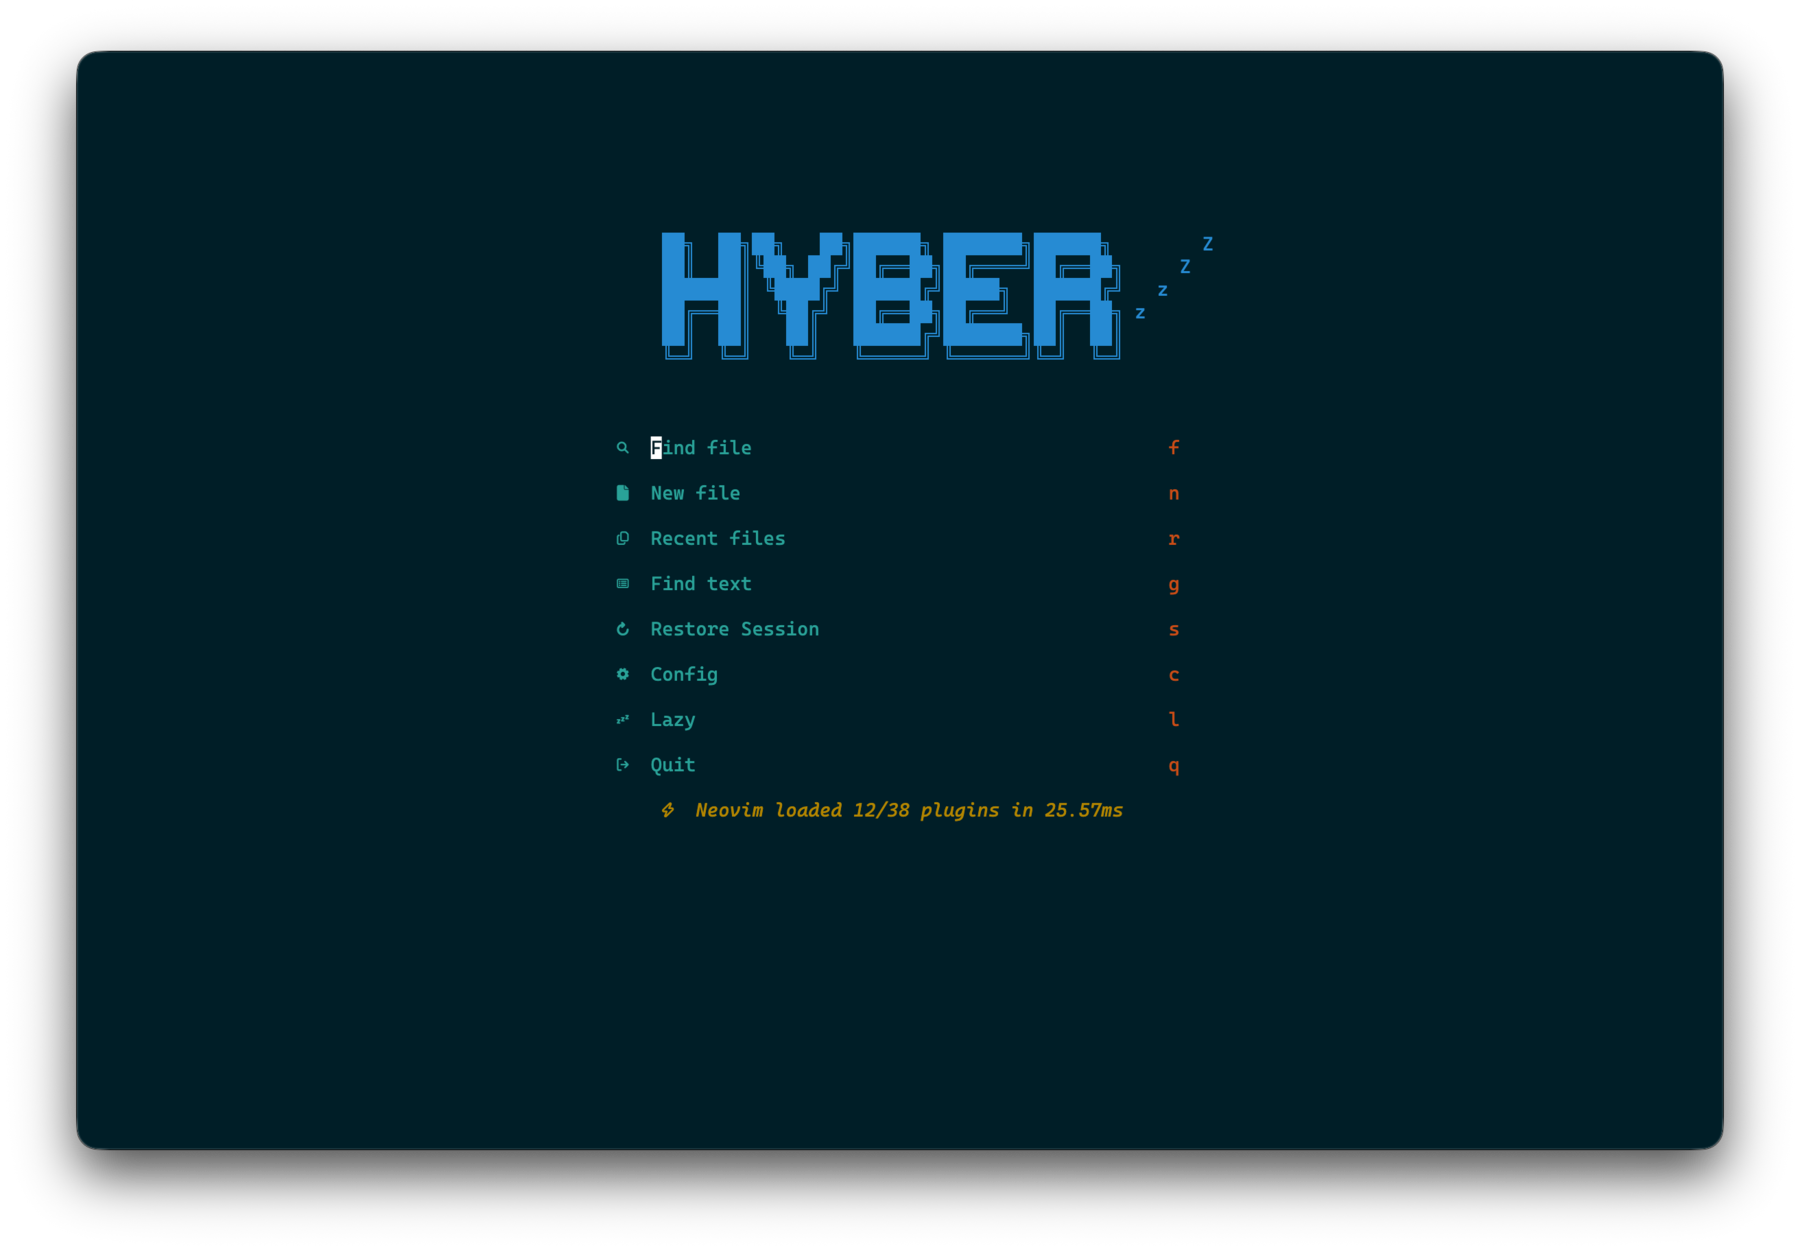 HYBER
Z
Z
z
z
Find file f
New file n
Recent files r
Find text g
Restore Session s
Config c
Lazy l
Quit q
Neovim loaded 12/38 plugins in 25.57ms